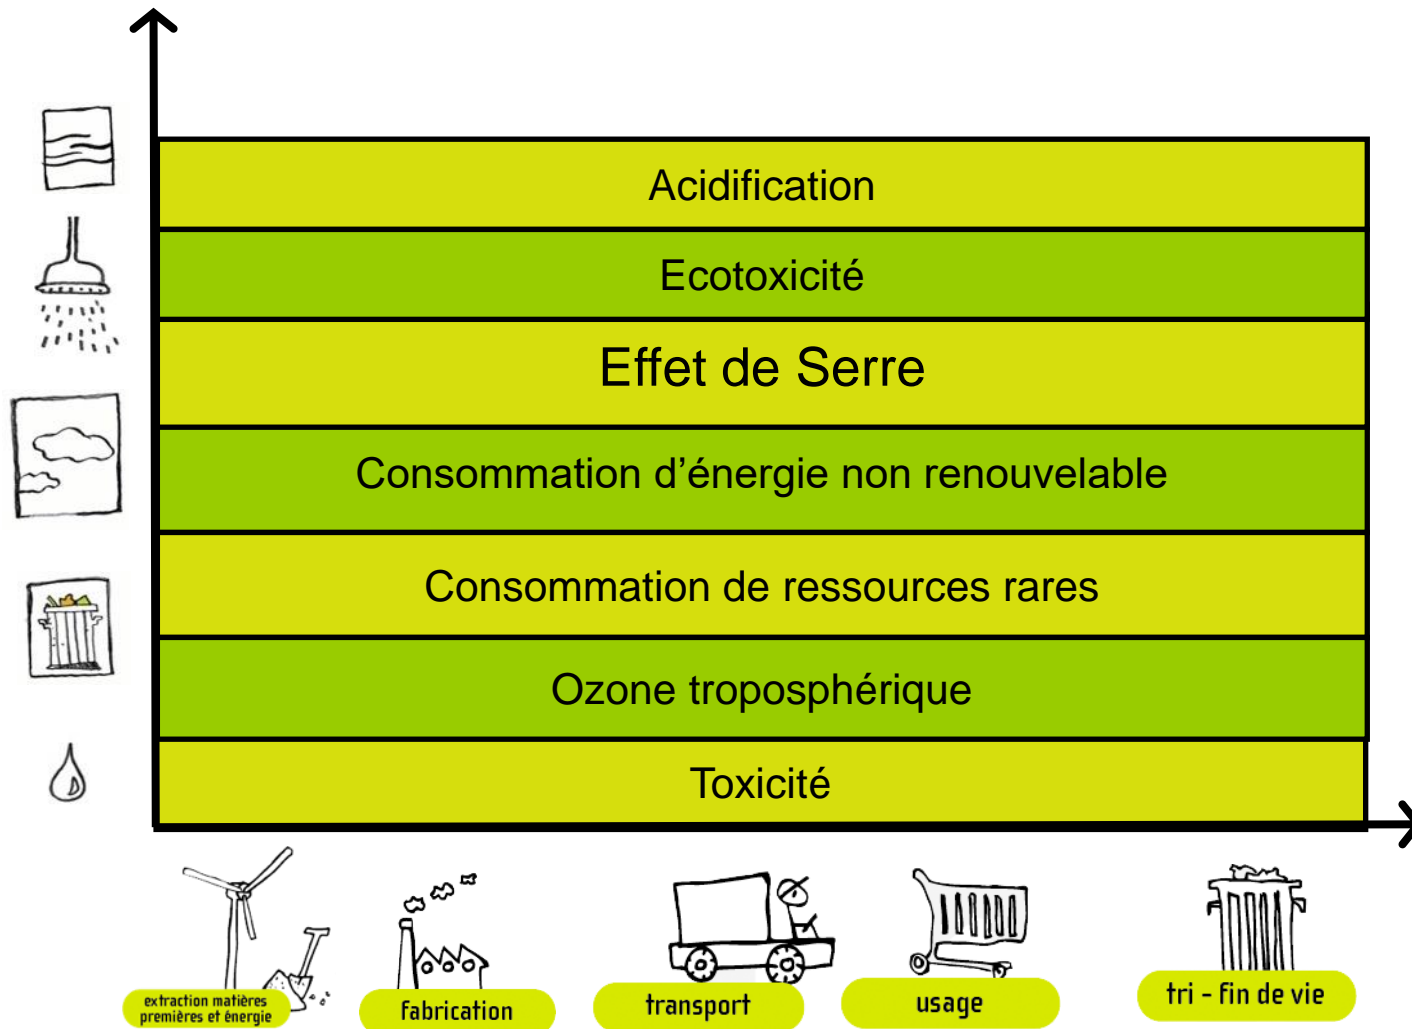 Acidification
Ecotoxicité
Effet de Serre
Consommation d’énergie non renouvelable
Consommation de ressources rares
Ozone troposphérique
Toxicité
extraction matières
premières et énergie
fabrication
transport
usage
tri - fin de vie